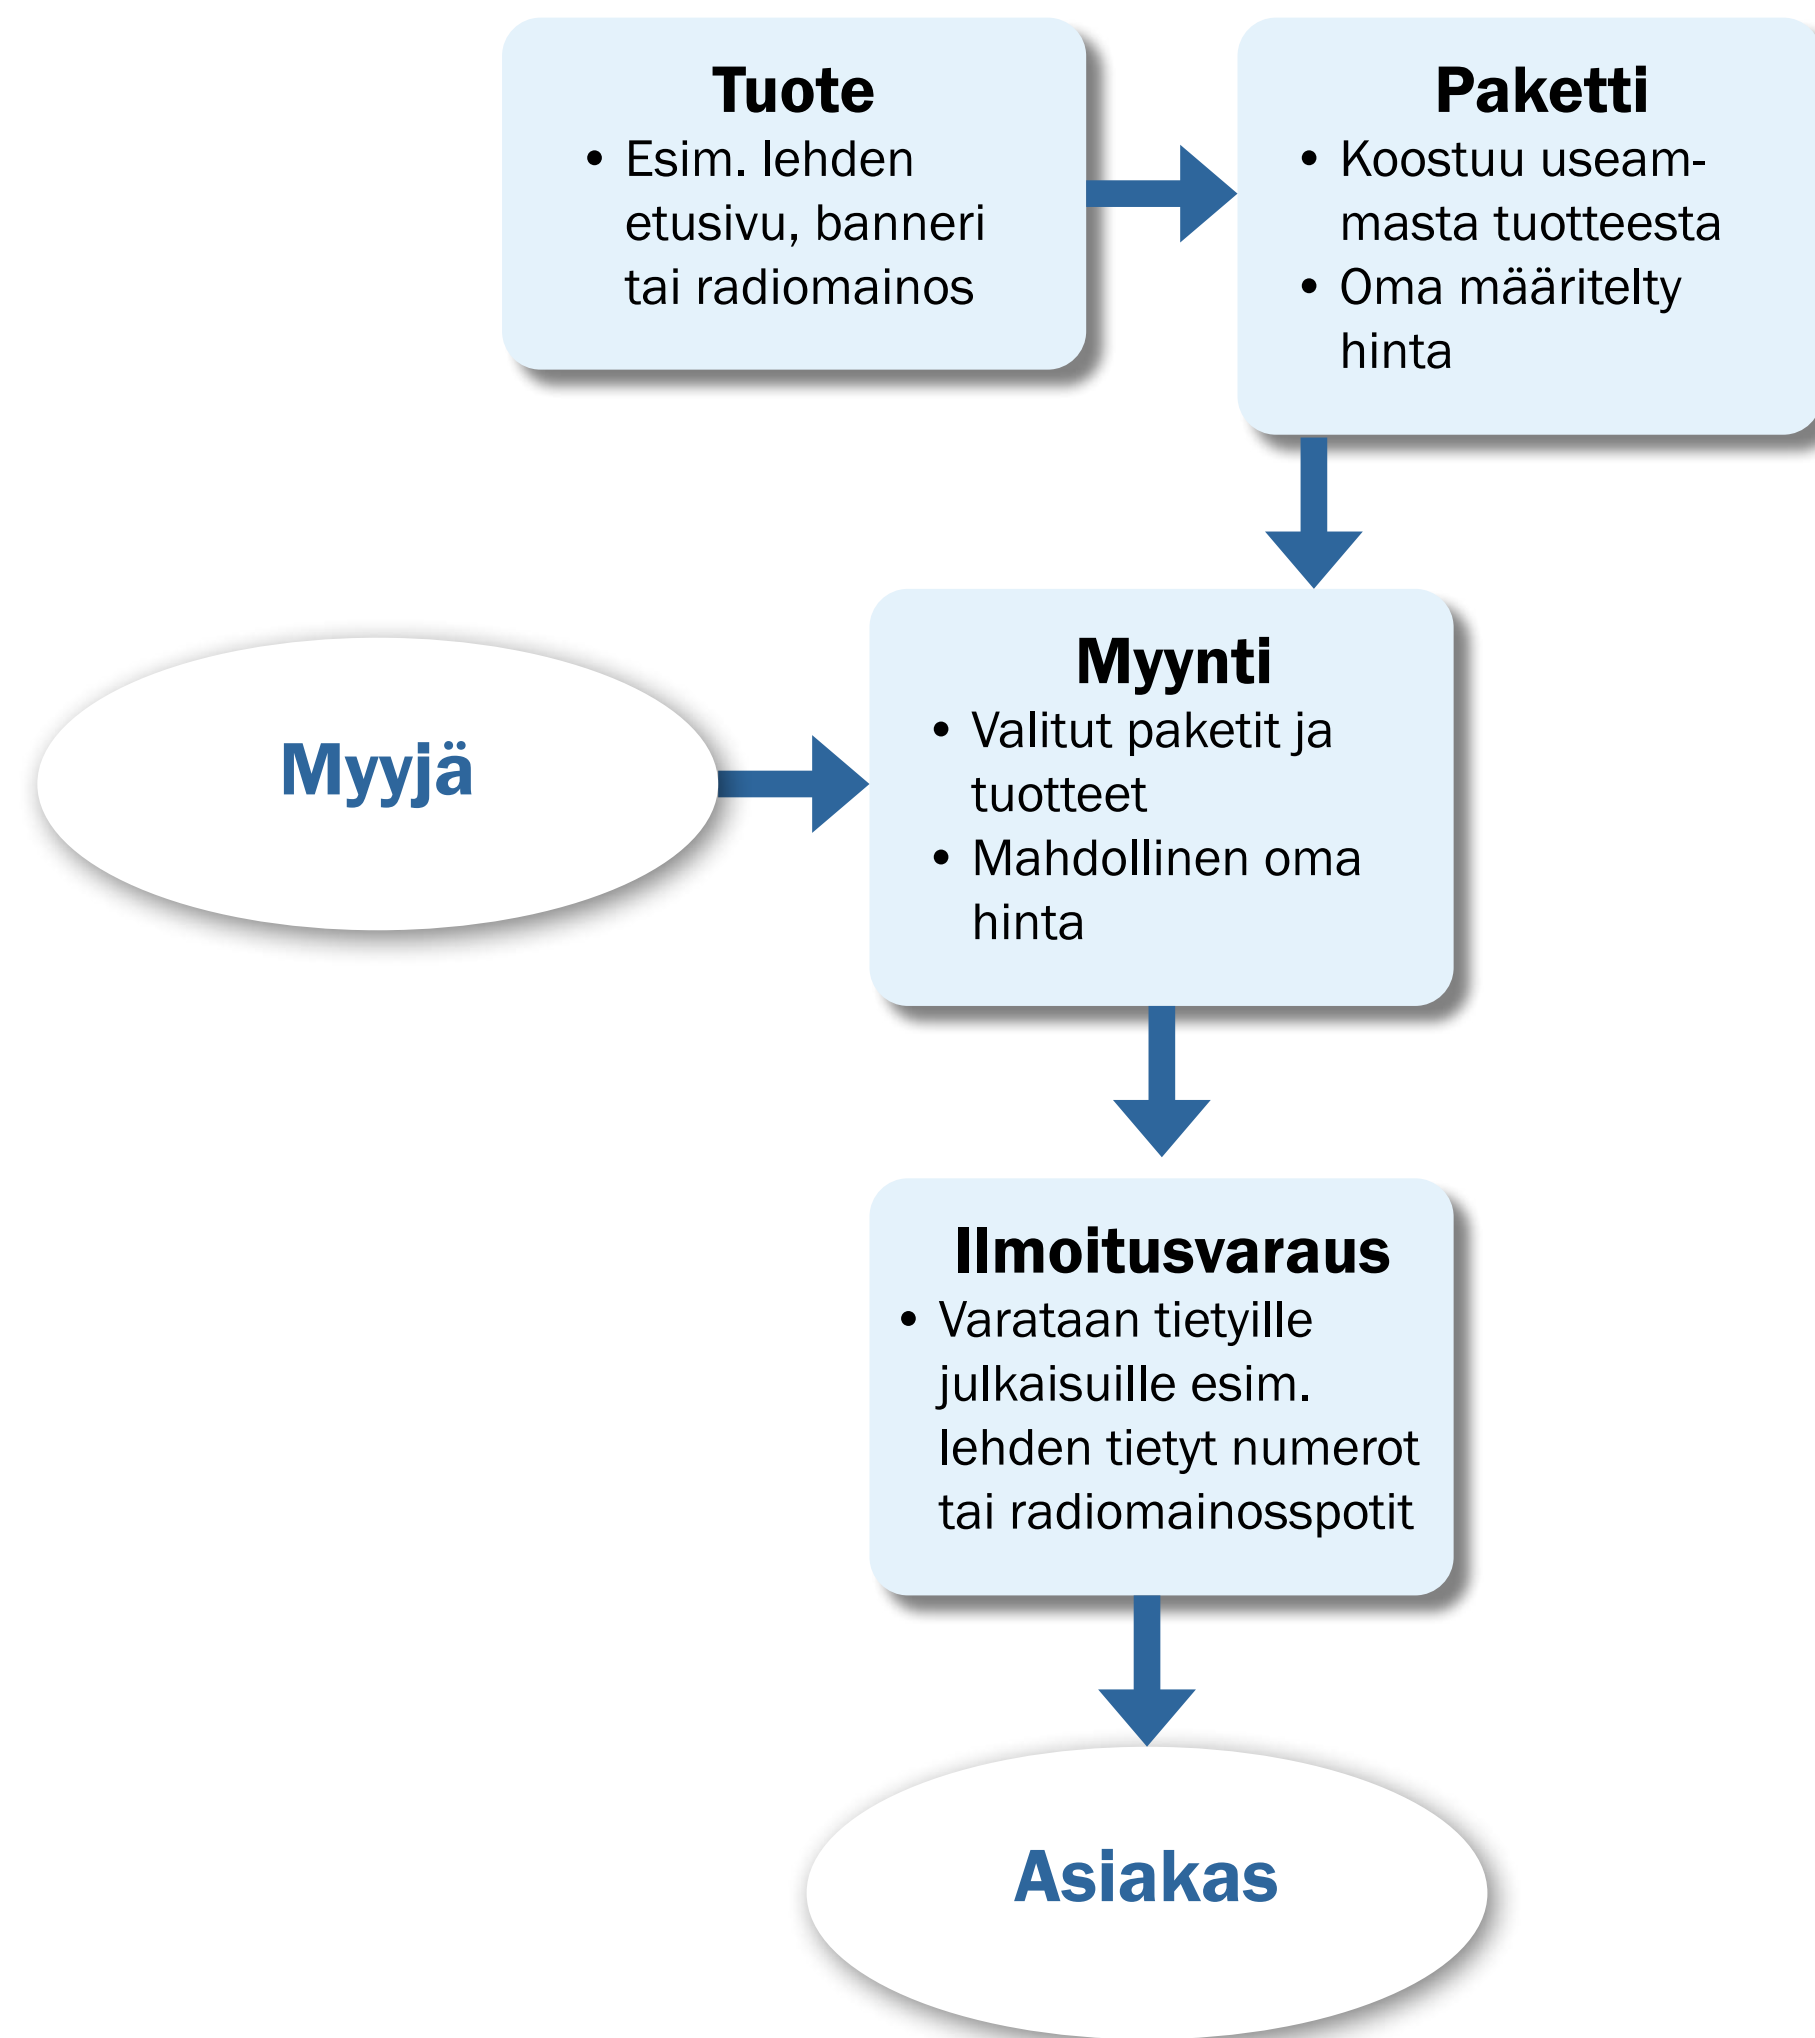 Tuote
• Esim. lehden
etusivu, banneri
tai radiomainos
Paketti
• Koostuu useam-
masta tuotteesta
• Oma määritelty
hinta
Myyjä
Myynti
• Valitut paketit ja
tuotteet
• Mahdollinen oma
hinta
Ilmoitusvaraus
• Varataan tietyille
julkaisuille esim.
lehden tietyt numerot
tai radiomainosspotit
Asiakas